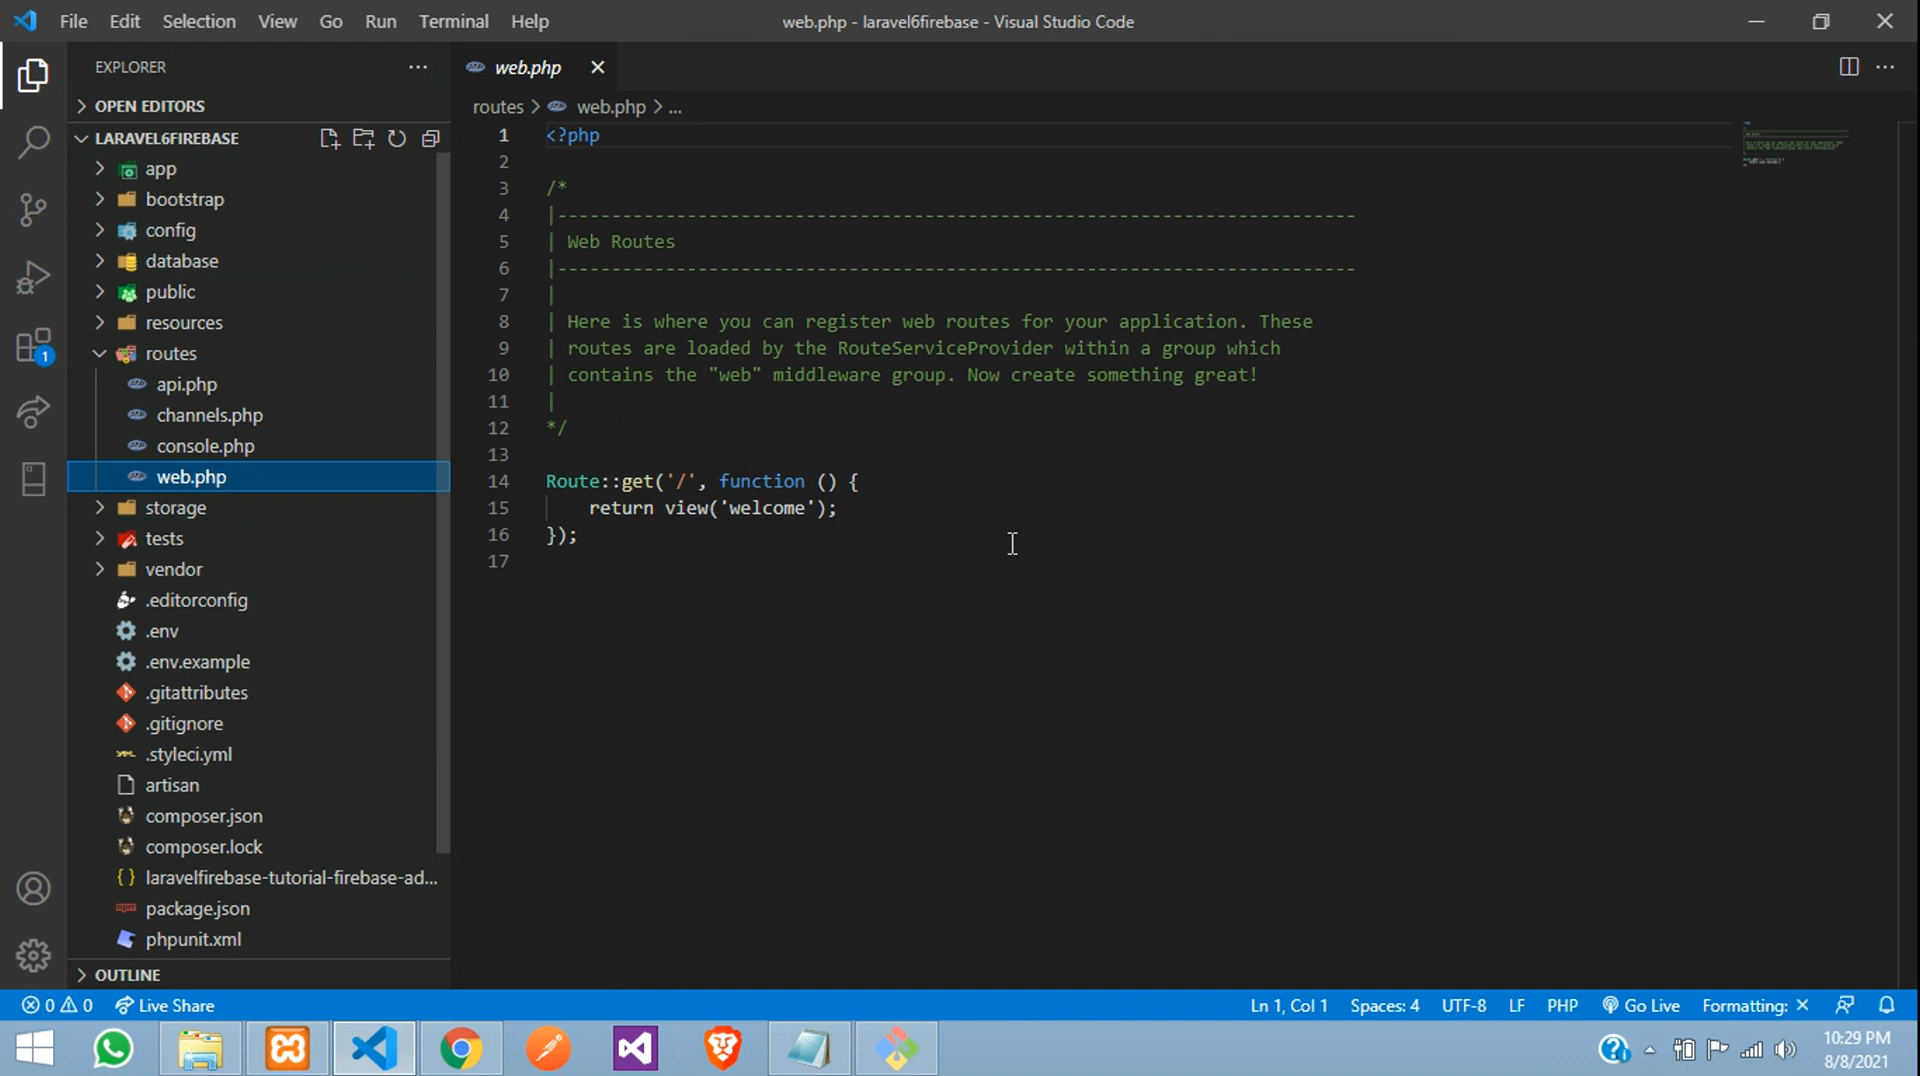 File Edit Selection View Go Run Terminal Help
web.php - laravel6firebase - Visual Studio Code
EXPLORER
OPEN EDITORS
LARAVEL6FIREBASE
app
bootstrap
config
database
public
resources
routes
api.php
channels.php
console.php
web.php
storage
tests
vendor
.editorconfig
.env
.env.example
.gitattributes
.gitignore
.styleci.yml
artisan
composer.json
composer.lock
laravelfirebase-tutorial-firebase-ad...
package.json
phpunit.xml
OUTLINE
1
web.php
routes > web.php > ...
1 <?php
2
3 /*
4 |--------------------------------------------------------------------------
5 | Web Routes
6 |--------------------------------------------------------------------------
7 |
8 | Here is where you can register web routes for your application. These
9 | routes are loaded by the RouteServiceProvider within a group which
10 | contains the "web" middleware group. Now create something great!
11 |
12 */
13
14 Route::get('/', function () {
15 return view('welcome');
16 });
17
0 0 Live Share
Ln 1, Col 1 Spaces: 4 UTF-8 LF PHP Go Live Formatting: ×
10:29 PM
8/8/2021